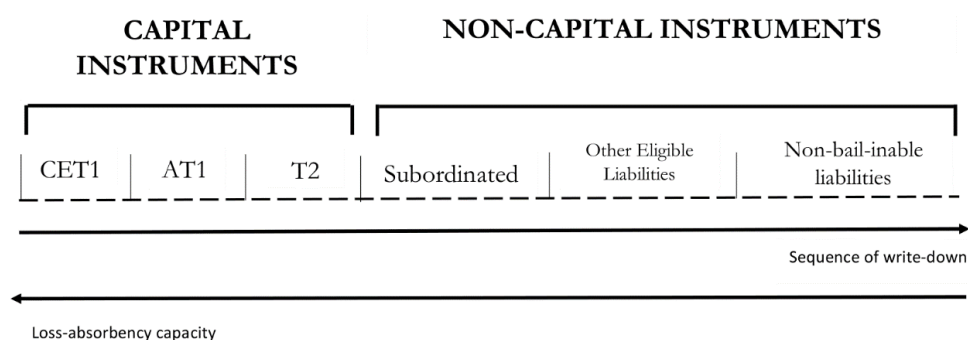 CAPITAL
INSTRUMENTS
NON-CAPITAL INSTRUMENTS
CET1
AT1
T2
Subordinated
Other Eligible
Liabilities
Non-bail-inable
liabilities
Sequence of write-down
Loss-absorbency capacity